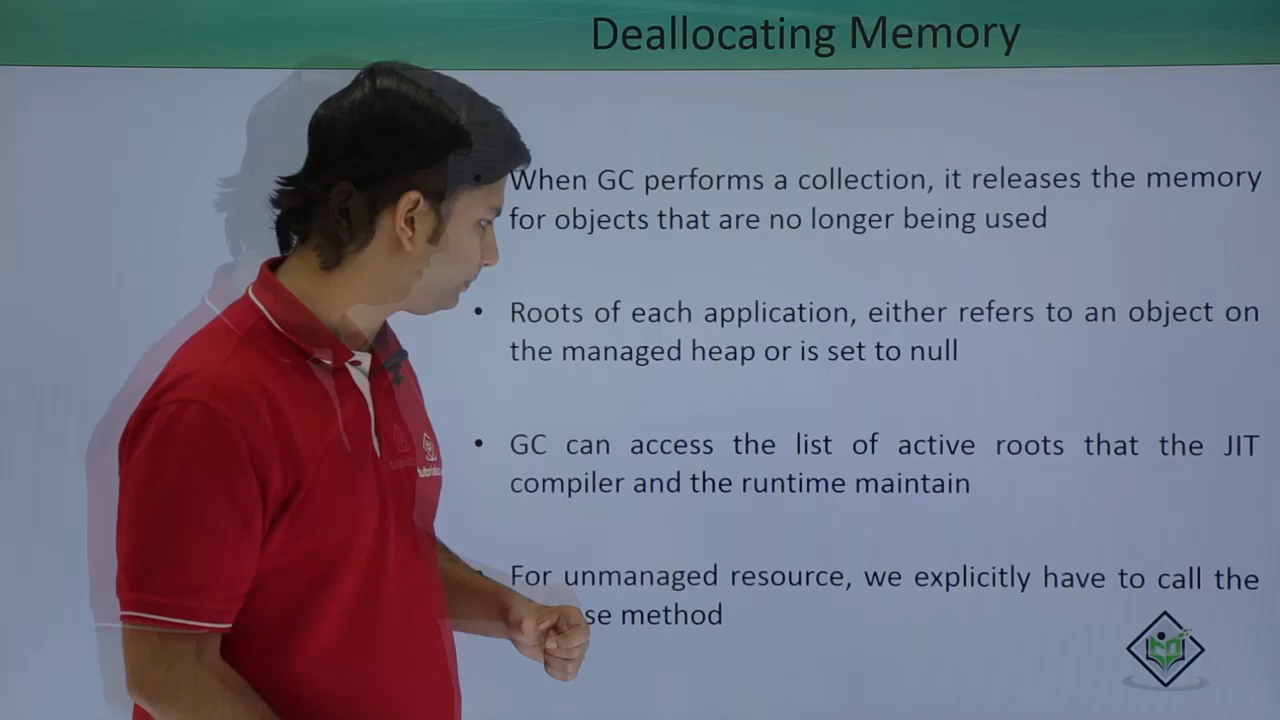 Deallocating Memory
When GC performs a collection, it releases the memory
for objects that are no longer being used
• Roots of each application, either refers to an object on
the managed heap or is set to null
• GC can access the list of active roots that the JIT
compiler and the runtime maintain
For unmanaged resource, we explicitly have to call the
method